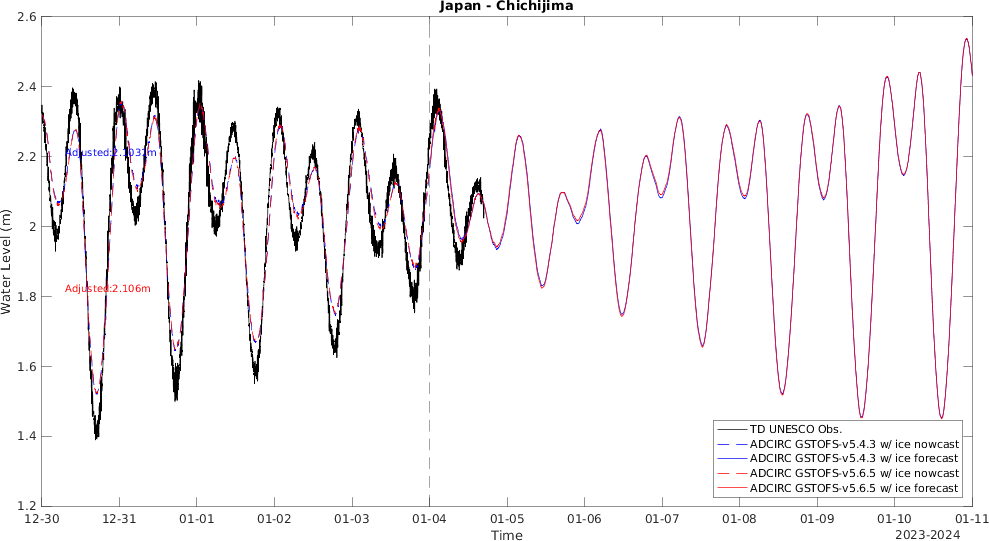 Japan - Chichijima
Water Level (m)
2.6
2.4
2.2
2
1.8
1.6
1.4
1.2
Adjusted:2.106m
TD UNESCO Obs.
ADCIRC GSTOFS-v5.4.3 w/ ice nowcast
ADCIRC GSTOFS-v5.4.3 w/ ice forecast
ADCIRC GSTOFS-v5.6.5 w/ ice nowcast
ADCIRC GSTOFS-v5.6.5 w/ ice forecast
12-30 12-31 01-01 01-02 01-03 01-04 01-05 01-06 01-07 01-08 01-09 01-10 01-11
Time
2023-2024